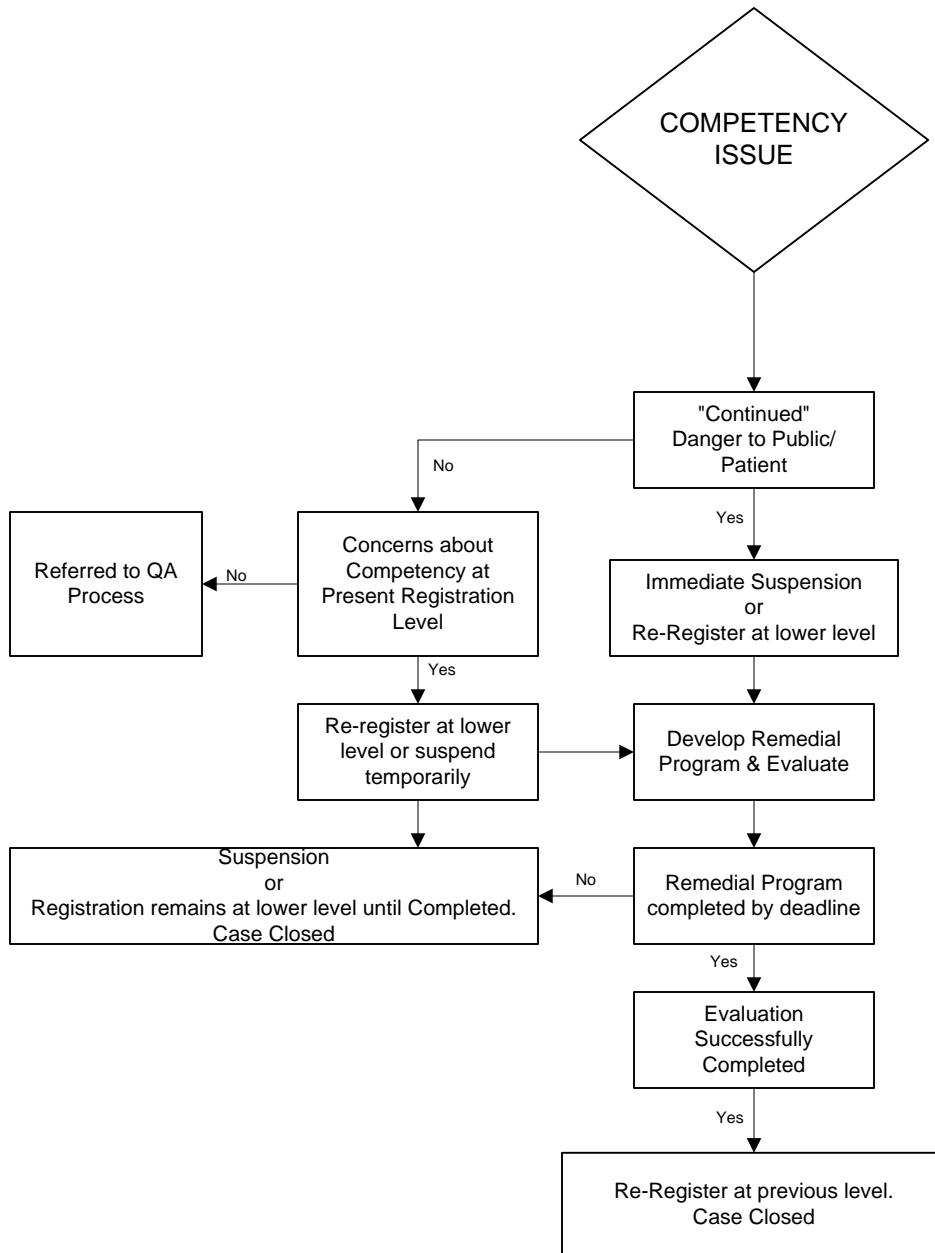 COMPETENCY
ISSUE
"Continued"
Danger to Public/
Patient
No
Yes
Referred to QA
Process
No
Concerns about
Competency at
Present Registration
Level
Immediate Suspension
or
Re-Register at lower level
Yes
Re-register at lower
level or suspend
temporarily
Develop Remedial
Program & Evaluate
Suspension
or
Registration remains at lower level until Completed.
Case Closed
No
Remedial Program
completed by deadline
Yes
Evaluation
Successfully
Completed
Yes
Re-Register at previous level.
Case Closed